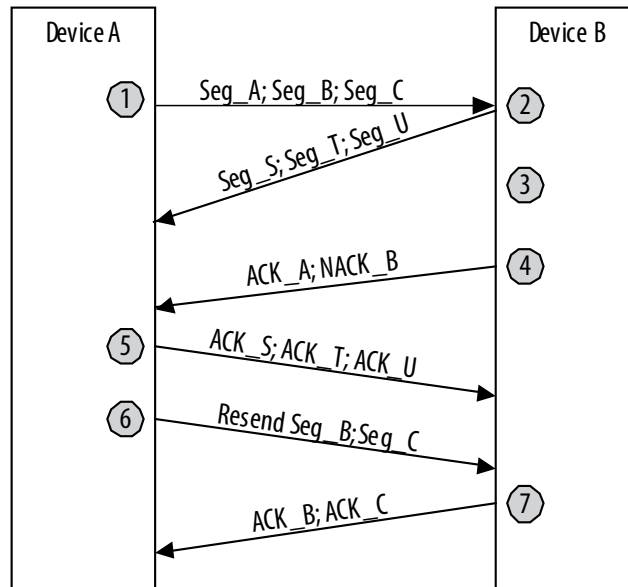 Device A
Device B
1
Seg_A; Seg_B; Seg_C
2
Seg_S; Seg_T; Seg_U
3
ACK_A; NACK_B
4
5
ACK_S; ACK_T; ACK_U
6
Resend Seg_B; Seg_C
7
ACK_B; ACK_C